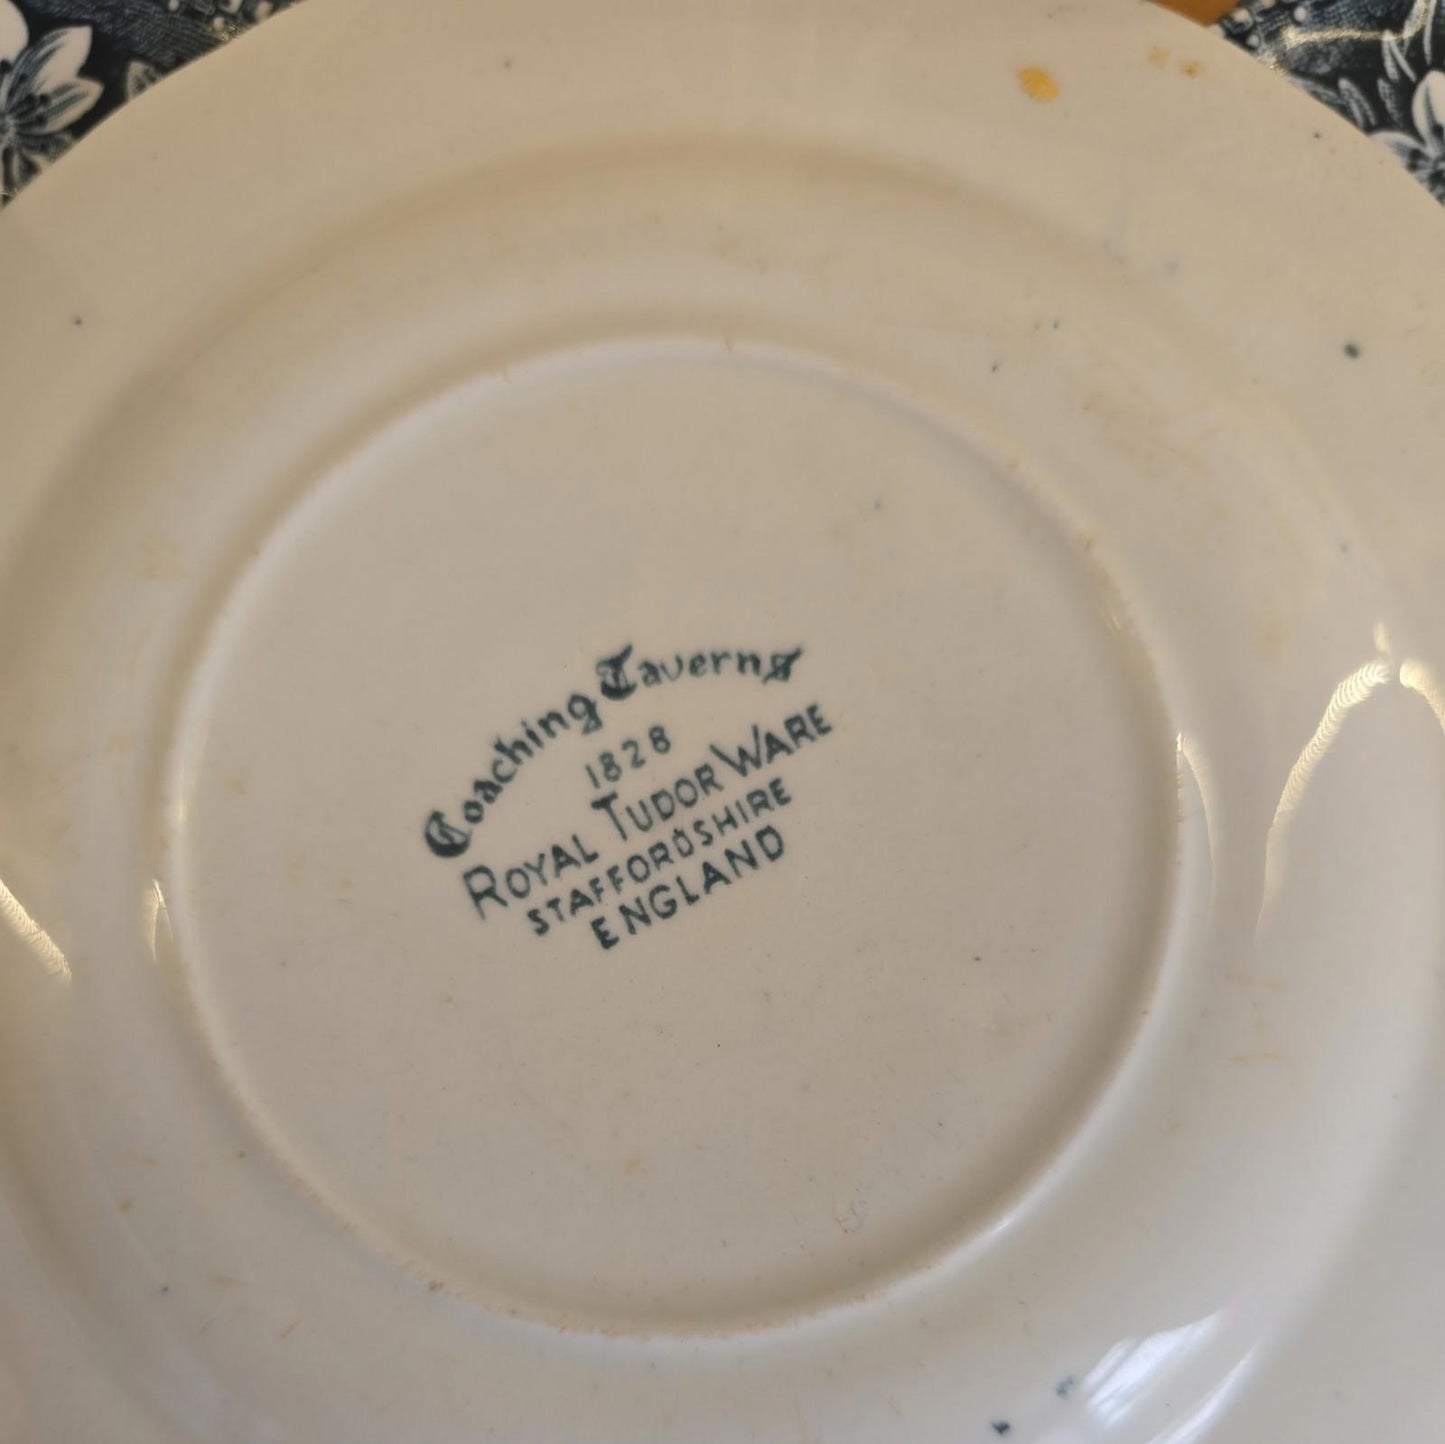 Coaching Taverns
1828
ROYAL TUDOR WARE
STAFFORDSHIRE
ENGLAND